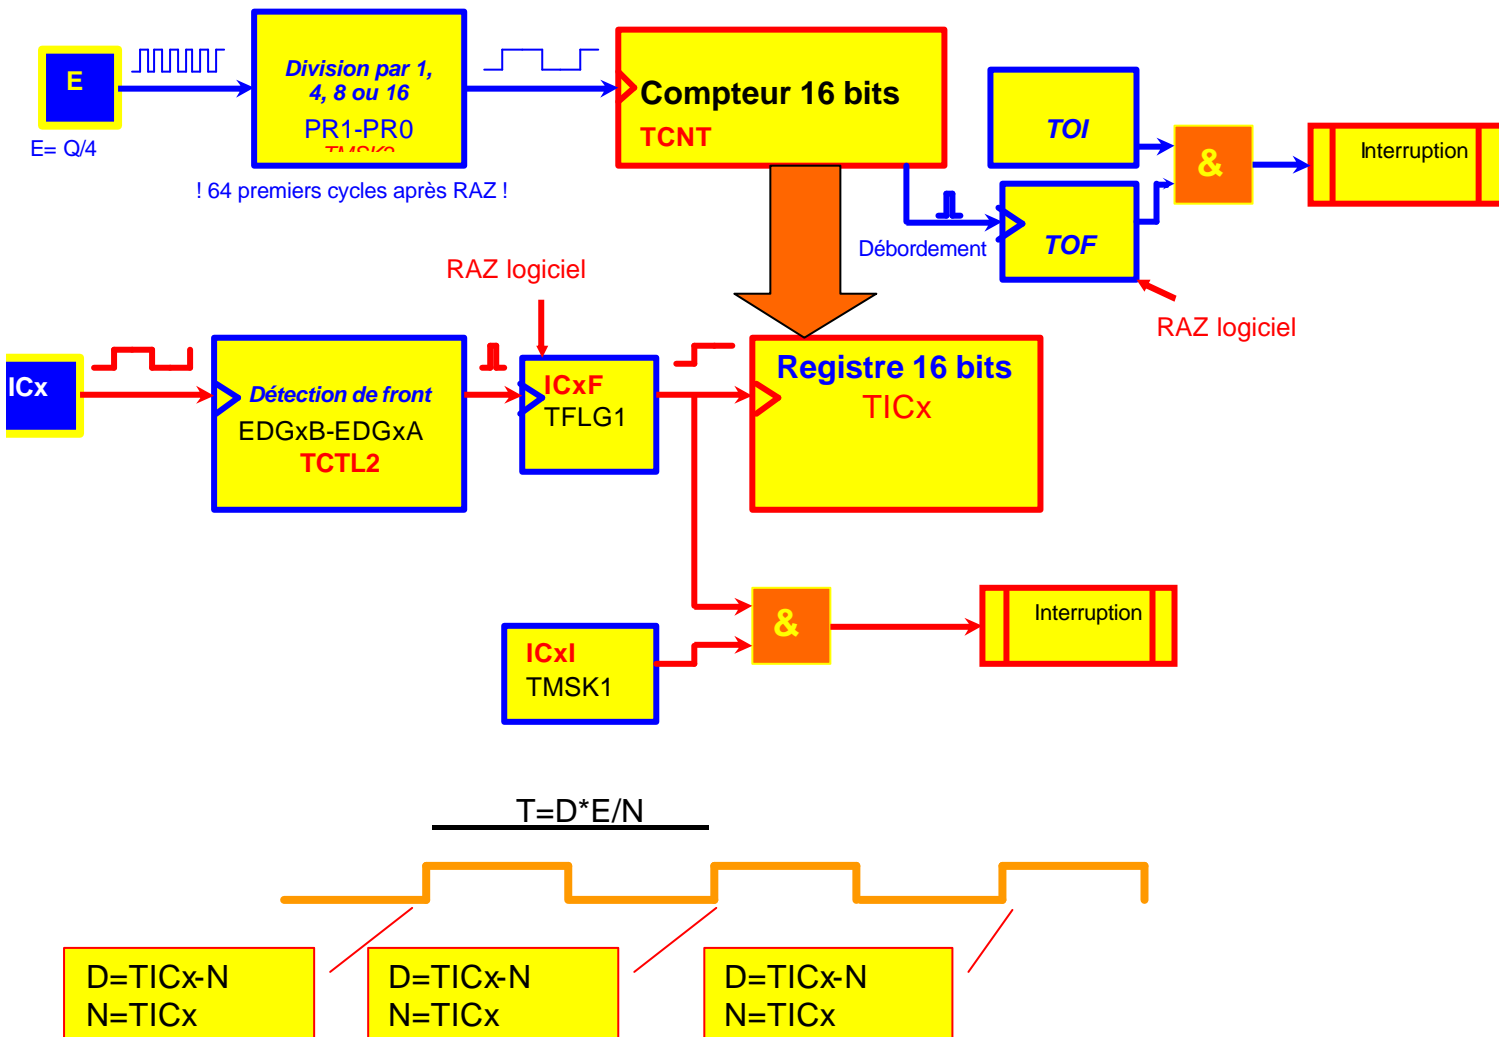 E
E= Q/4
Division par 1,
4, 8 ou 16
PR1-PR0
TMSK2
! 64 premiers cycles après RAZ !
Compteur 16 bits
TCNT
TOI
&
Interruption
Débordement
TOF
RAZ logiciel
RAZ logiciel
ICx
Détection de front
EDGxB-EDGxA
TCTL2
ICxF
TFLG1
Registre 16 bits
TICx
ICxI
TMSK1
&
Interruption
T=D*E/N
D=TICx-N
N=TICx
D=TICx-N
N=TICx
D=TICx-N
N=TICx